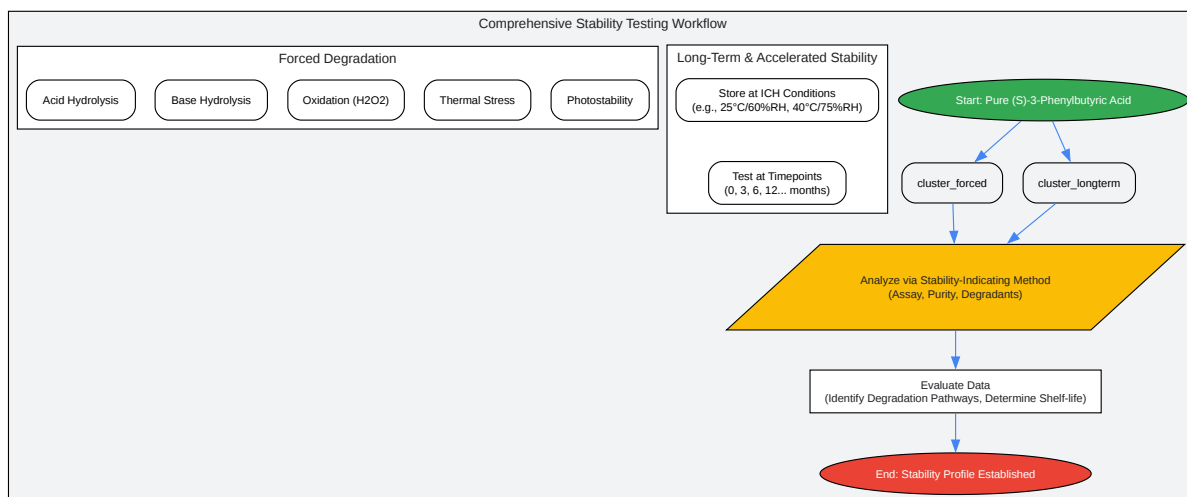 Comprehensive Stability Testing Workflow
Forced Degradation
Acid Hydrolysis
Base Hydrolysis
Oxidation (H2O2)
Thermal Stress
Photostability
Long-Term & Accelerated Stability
Store at ICH Conditions
(e.g., 25°C/60%RH, 40°C/75%RH)
Test at Timepoints
(0, 3, 6, 12... months)
Start: Pure (S)-3-Phenylbutyric Acid
cluster_forced
cluster_longterm
Analyze via Stability-Indicating Method
(Assay, Purity, Degradants)
Evaluate Data
(Identify Degradation Pathways, Determine Shelf-life)
End: Stability Profile Established